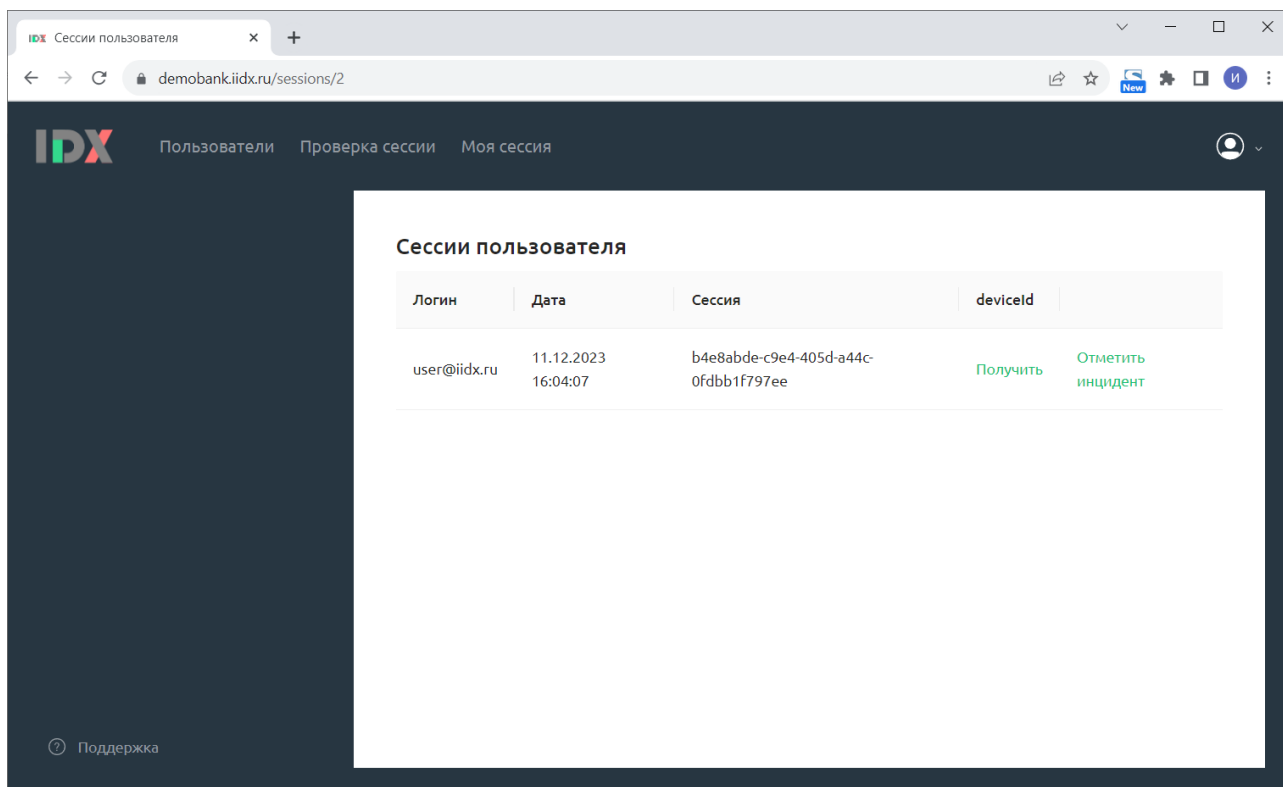 IDX Сессии пользователя
demobank.iidx.ru/sessions/2
New
И
IDX Пользователи Проверка сессии Моя сессия
Сессии пользователя
Логин Дата Сессия deviceId
user@iidx.ru 11.12.2023 b4e8abde-c9e4-405d-a44c- Получить Отметить
16:04:07 0fdbb1f797ee инцидент
? Поддержка